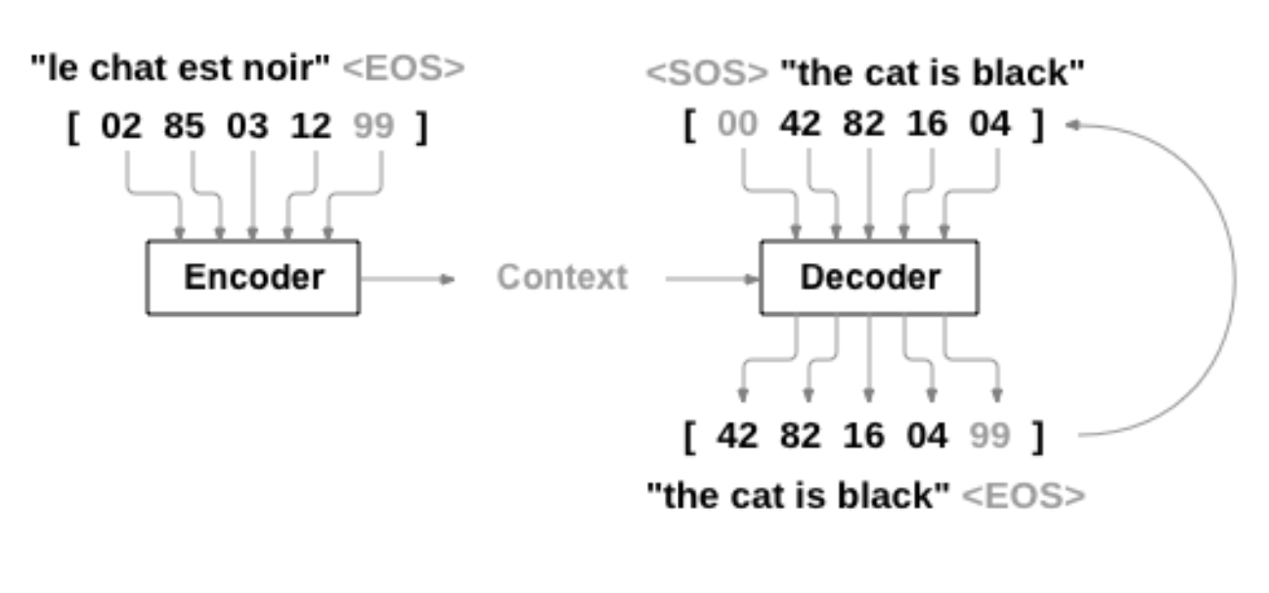 "le chat est noir" <EOS>
[ 02 85 03 12 99 ]
Encoder
Context
<SOS> "the cat is black"
[ 00 42 82 16 04 ]
Decoder
[ 42 82 16 04 99 ]
"the cat is black" <EOS>